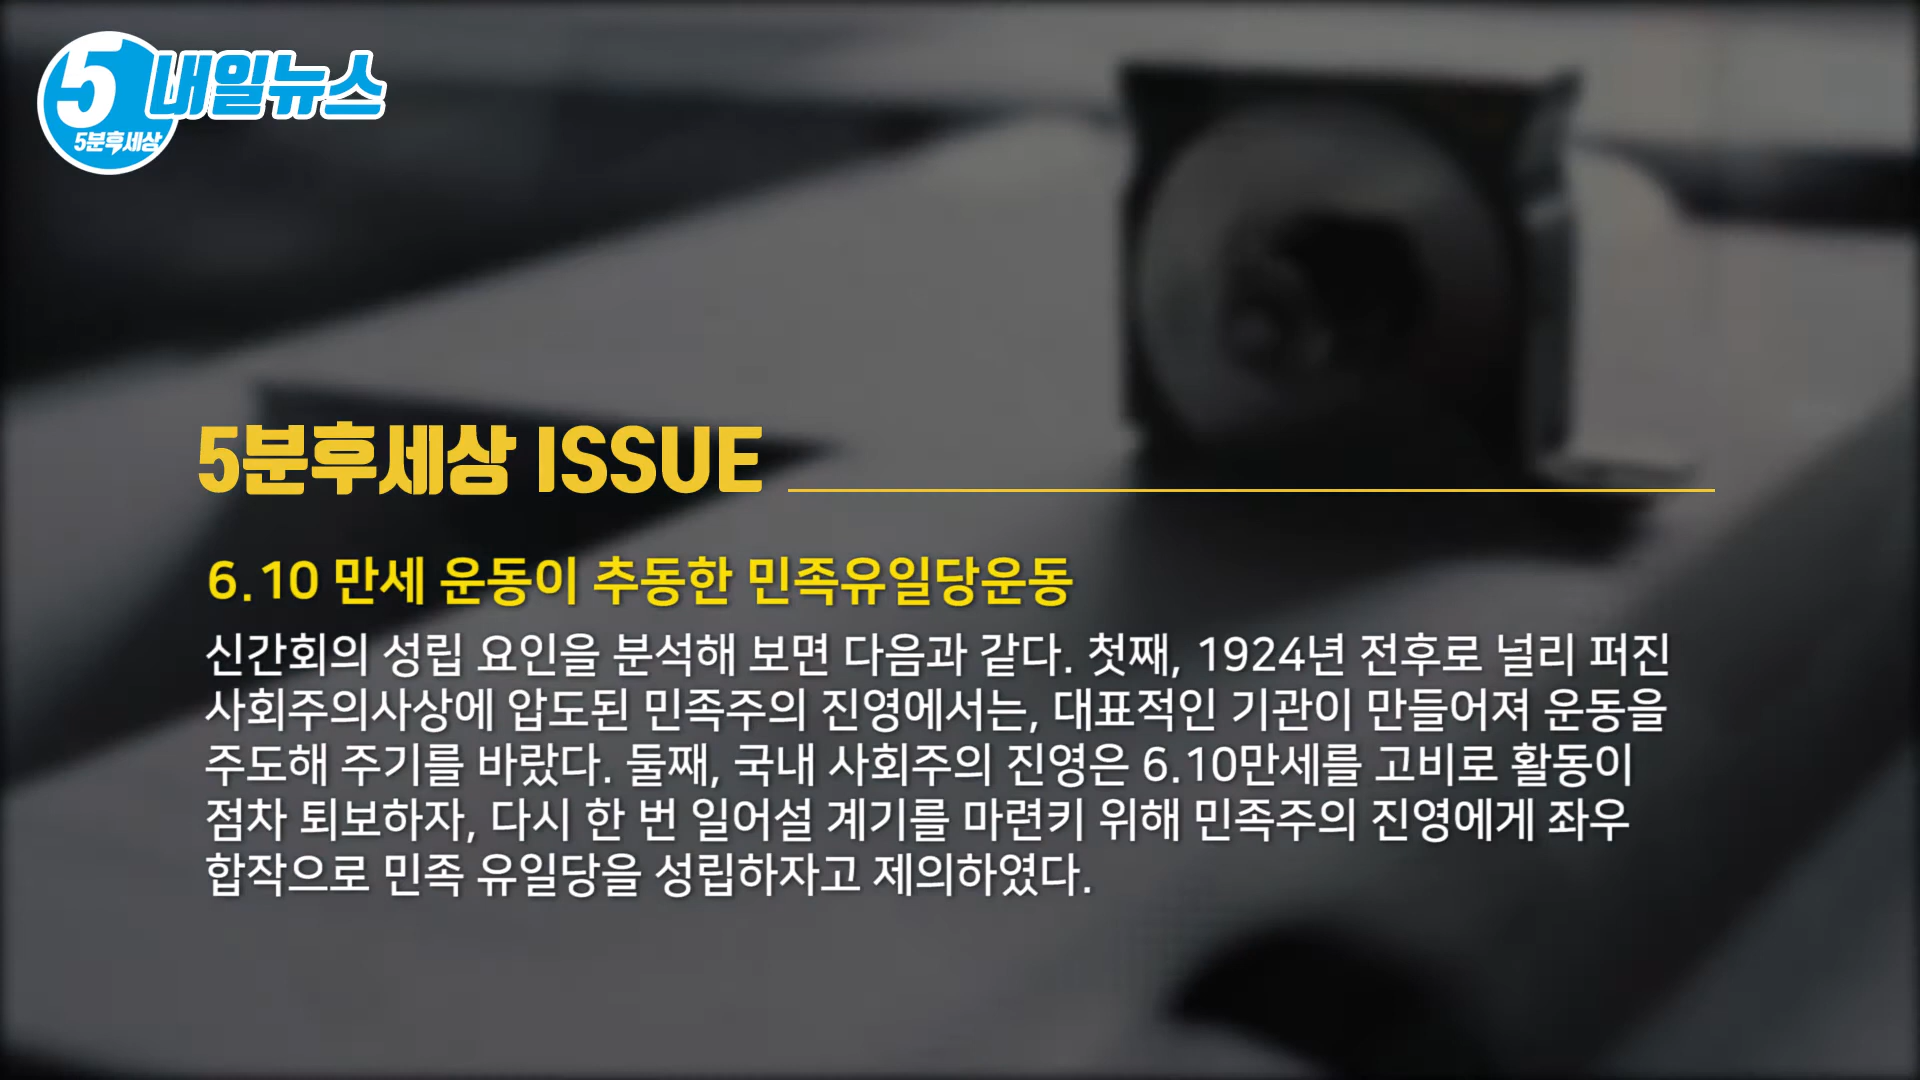 5 내일뉴스
5분후세상
5분후세상 ISSUE
6.10 만세 운동이 추동한 민족유일당운동
신간회의 성립 요인을 분석해 보면 다음과 같다. 첫째, 1924년 전후로 널리 퍼진
사회주의사상에 압도된 민족주의 진영에서는, 대표적인 기관이 만들어져 운동을
주도해 주기를 바랐다. 둘째, 국내 사회주의 진영은 6.10만세를 고비로 활동이
점차 퇴보하자, 다시 한 번 일어설 계기를 마련키 위해 민족주의 진영에게 좌우
합작으로 민족 유일당을 성립하자고 제의하였다.